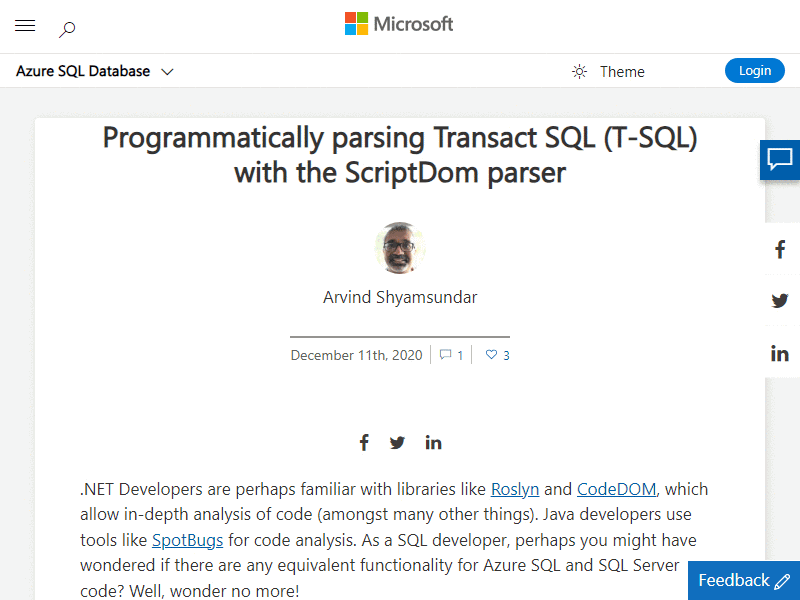 Microsoft
Azure SQL Database
Theme
Login
Programmatically parsing Transact SQL (T-SQL)
with the ScriptDom parser
Arvind Shyamsundar
December 11th, 2020
1
3
.NET Developers are perhaps familiar with libraries like Roslyn and CodeDOM, which
allow in-depth analysis of code (amongst many other things). Java developers use
tools like SpotBugs for code analysis. As a SQL developer, perhaps you might have
wondered if there are any equivalent functionality for Azure SQL and SQL Server
code? Well, wonder no more!
Feedback